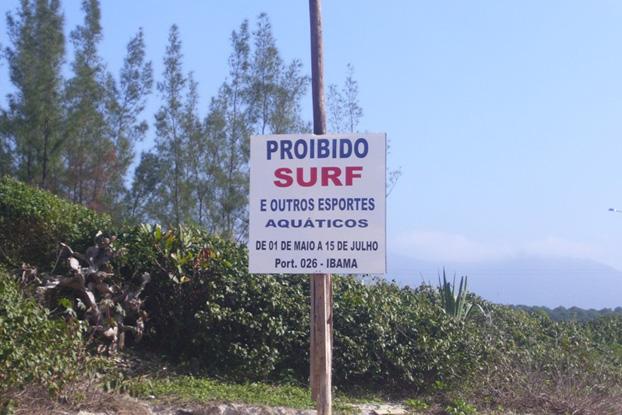 PROIBIDO
SURF
E OUTROS ESPORTES
AQUÁTICOS
DE 01 DE MAIO A 15 DE JULHO
Port. 026 - IBAMA